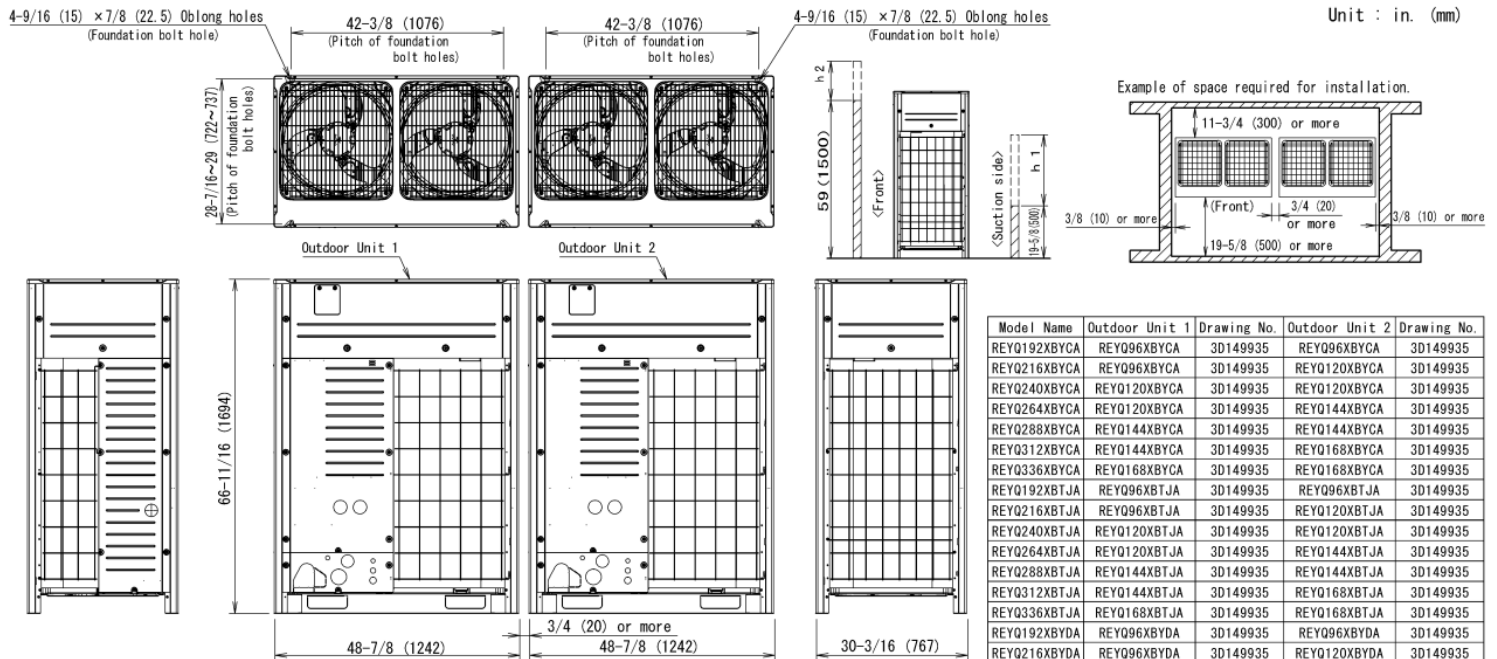 Unit : in. (mm)
4-9/16 (15) ×7/8 (22.5) Oblong holes
(Foundation bolt hole)
42-3/8 (1076)
(Pitch of foundation
bolt holes)
42-3/8 (1076)
(Pitch of foundation
bolt holes)
4-9/16 (15) ×7/8 (22.5) Oblong holes
(Foundation bolt hole)
28-7/16~29 (722~737)
(Pitch of foundation
bolt holes)
h2
59 (1500)
<Front>
<Suction side>
h1
19-5/8(500)
Example of space required for installation.
11-3/4 (300) or more
(Front)
3/4 (20)
or more
3/8 (10) or more
3/8 (10) or more
19-5/8 (500) or more
Outdoor Unit 1
Outdoor Unit 2
66-11/16 (1694)
3/4 (20) or more
48-7/8 (1242)
48-7/8 (1242)
30-3/16 (767)
Model Name Outdoor Unit 1 Drawing No. Outdoor Unit 2 Drawing No.
REYQ192XBYCA REYQ96XBYCA 3D149935 REYQ96XBYCA 3D149935
REYQ216XBYCA REYQ96XBYCA 3D149935 REYQ120XBYCA 3D149935
REYQ240XBYCA REYQ120XBYCA 3D149935 REYQ120XBYCA 3D149935
REYQ264XBYCA REYQ120XBYCA 3D149935 REYQ144XBYCA 3D149935
REYQ288XBYCA REYQ144XBYCA 3D149935 REYQ144XBYCA 3D149935
REYQ312XBYCA REYQ144XBYCA 3D149935 REYQ168XBYCA 3D149935
REYQ336XBYCA REYQ168XBYCA 3D149935 REYQ168XBYCA 3D149935
REYQ192XBTJA REYQ96XBTJA 3D149935 REYQ96XBTJA 3D149935
REYQ216XBTJA REYQ96XBTJA 3D149935 REYQ120XBTJA 3D149935
REYQ240XBTJA REYQ120XBTJA 3D149935 REYQ120XBTJA 3D149935
REYQ264XBTJA REYQ120XBTJA 3D149935 REYQ144XBTJA 3D149935
REYQ288XBTJA REYQ144XBTJA 3D149935 REYQ144XBTJA 3D149935
REYQ312XBTJA REYQ144XBTJA 3D149935 REYQ168XBTJA 3D149935
REYQ336XBTJA REYQ168XBTJA 3D149935 REYQ168XBTJA 3D149935
REYQ192XBYDA REYQ96XBYDA 3D149935 REYQ96XBYDA 3D149935
REYQ216XBYDA REYQ96XBYDA 3D149935 REYQ120XBYDA 3D149935